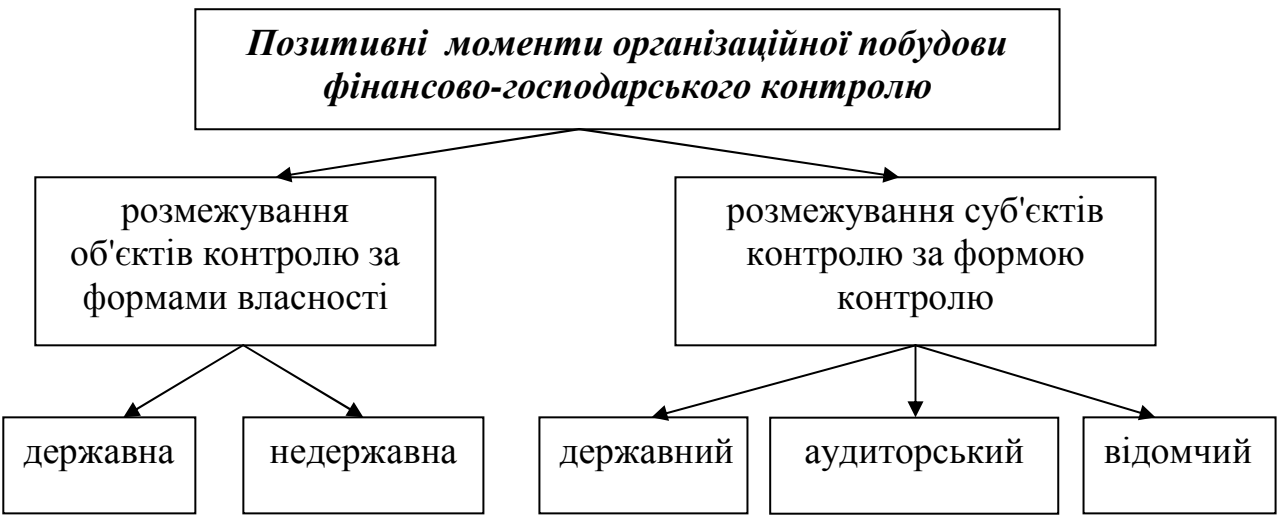 Позитивні моменти організаційної побудови
фінансово-господарського контролю
розмежування
об'єктів контролю за
формами власності
розмежування суб'єктів
контролю за формою
контролю
державна
недержавна
державний
аудиторський
відомчий